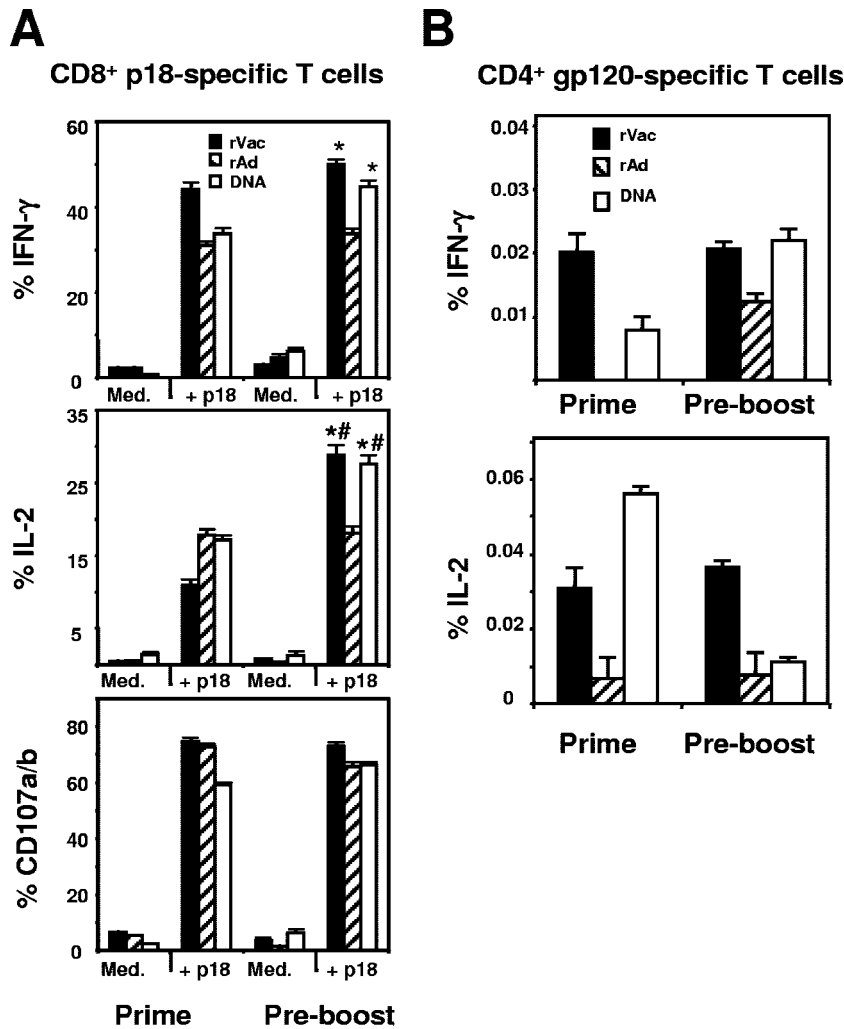 A
CD8+ p18-specific T cells
% IFN-γ
60
40
20
0
rVac
rAd
DNA
*
*
Med.
+ p18
Med.
+ p18
% IL-2
35
25
15
5
*#
*#
Med.
+ p18
Med.
+ p18
% CD107a/b
80
60
40
20
0
Med.
+ p18
Med.
+ p18
Prime
Pre-boost
B
CD4+ gp120-specific T cells
% IFN-γ
0.04
0.03
0.02
0.01
rVac
rAd
DNA
Prime
Pre-boost
% IL-2
0.06
0.04
0.02
0
Prime
Pre-boost